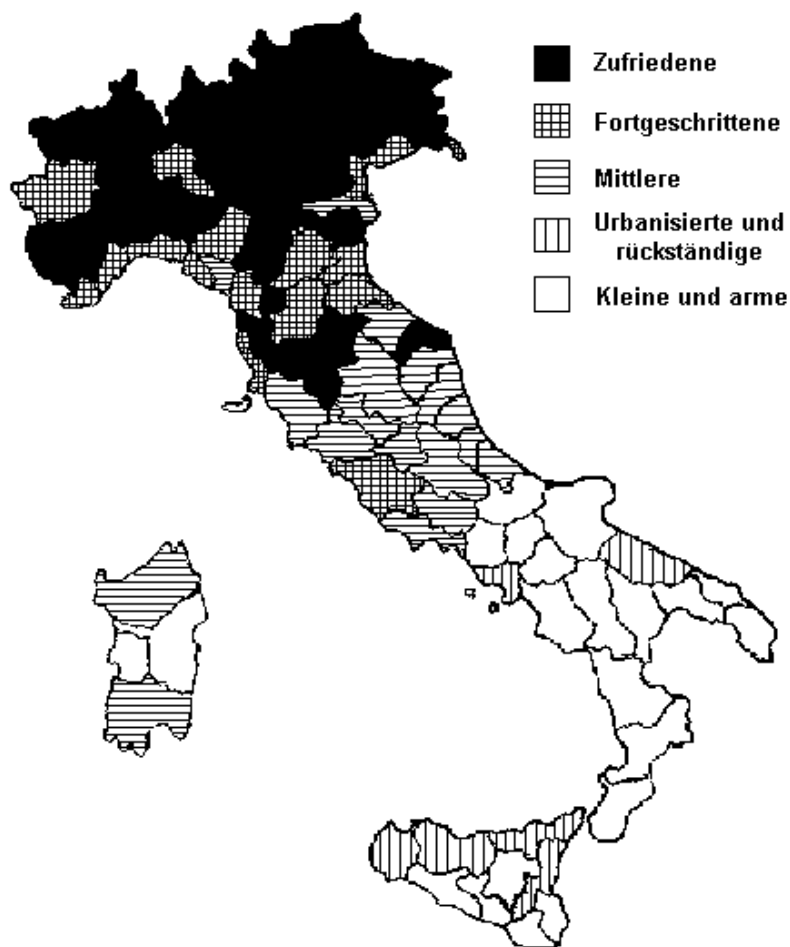 Zufriedene
Fortgeschrittene
Mittlere
Urbanisierte und
rückständige
Kleine und arme